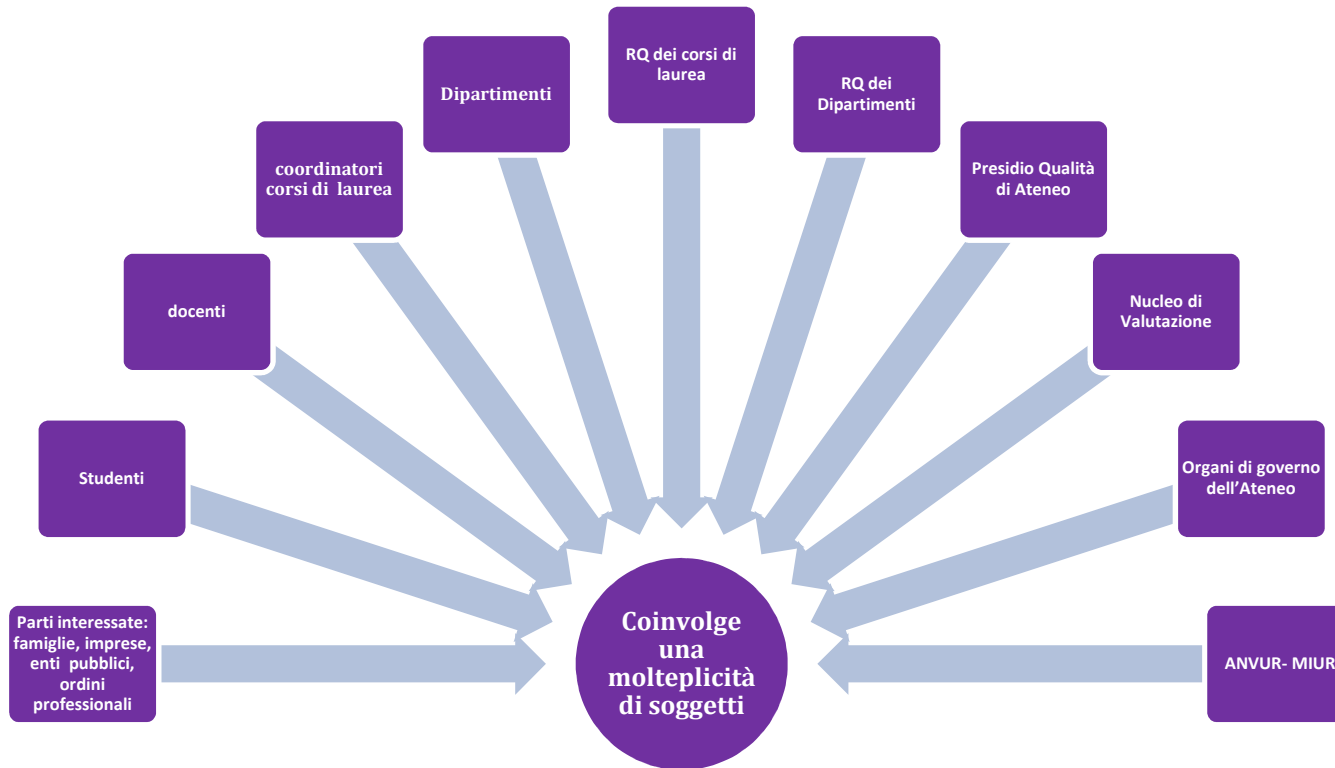 RQ dei corsi di
laurea
Dipartimenti
RQ dei
Dipartimenti
coordinatori
corsi di laurea
Presidio Qualità
di Ateneo
docenti
Nucleo di
Valutazione
Studenti
Organi di governo
dell’Ateneo
Parti interessate:
famiglie, imprese,
enti pubblici,
ordini
professionali
Coinvolge
una
molteplicità
di soggetti
ANVUR- MIUR